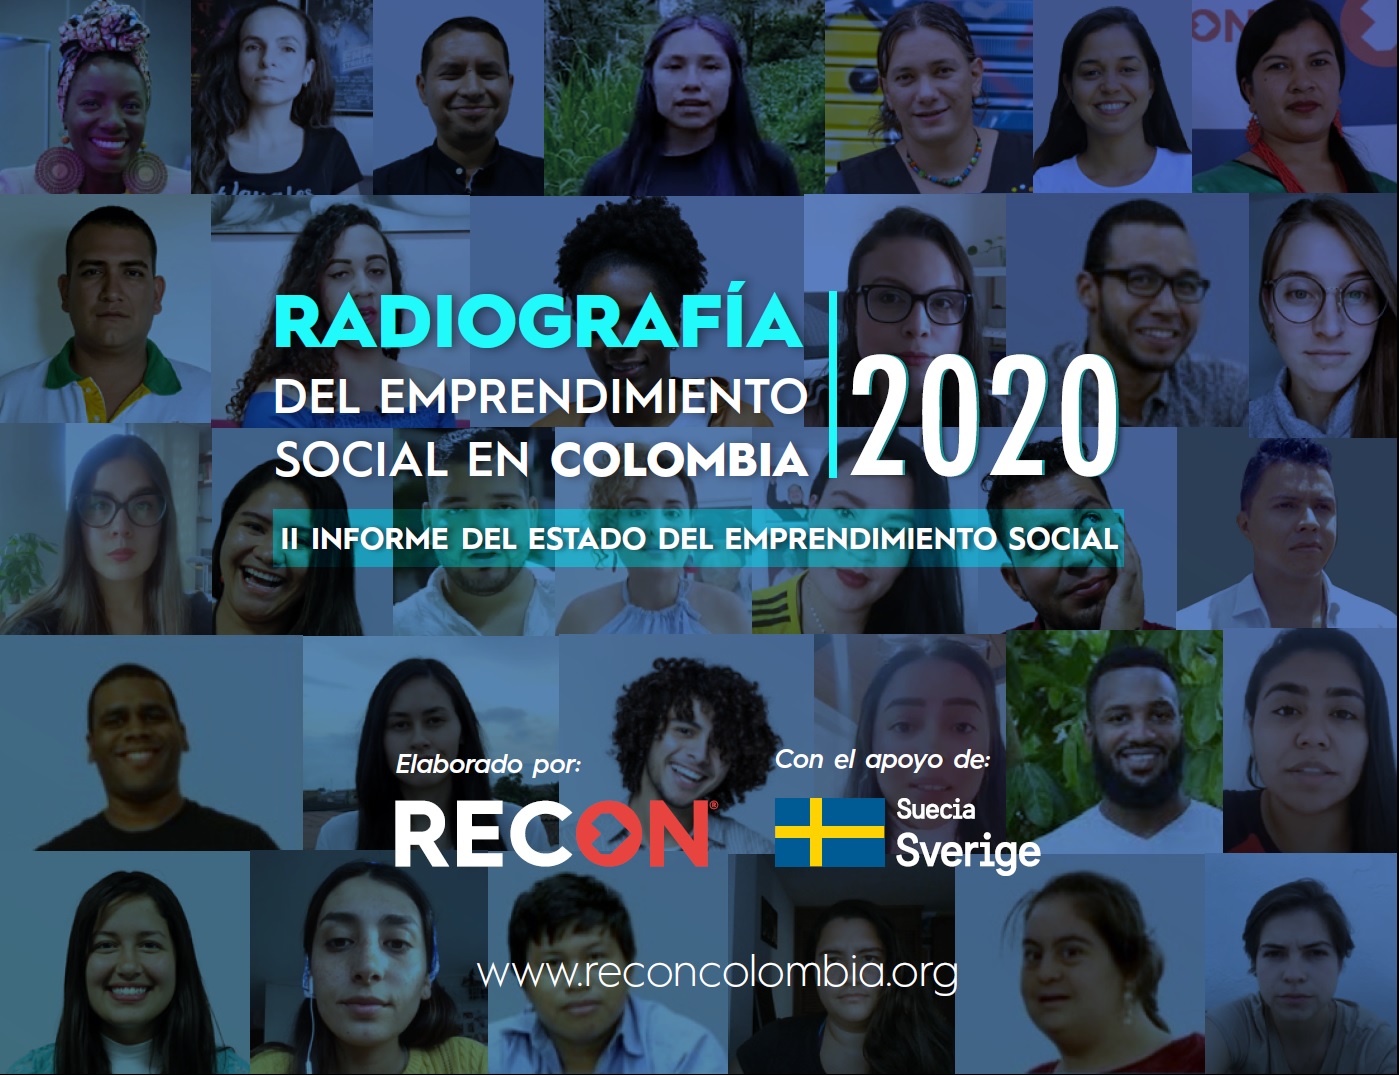 RADIOGRAFÍA
DEL EMPRENDIMIENTO
SOCIAL EN COLOMBIA
2020
II INFORME DEL ESTADO DEL EMPRENDIMIENTO SOCIAL
Elaborado por:
RECON®
Con el apoyo de:
Suecia
Sverige
www.reconcolombia.org